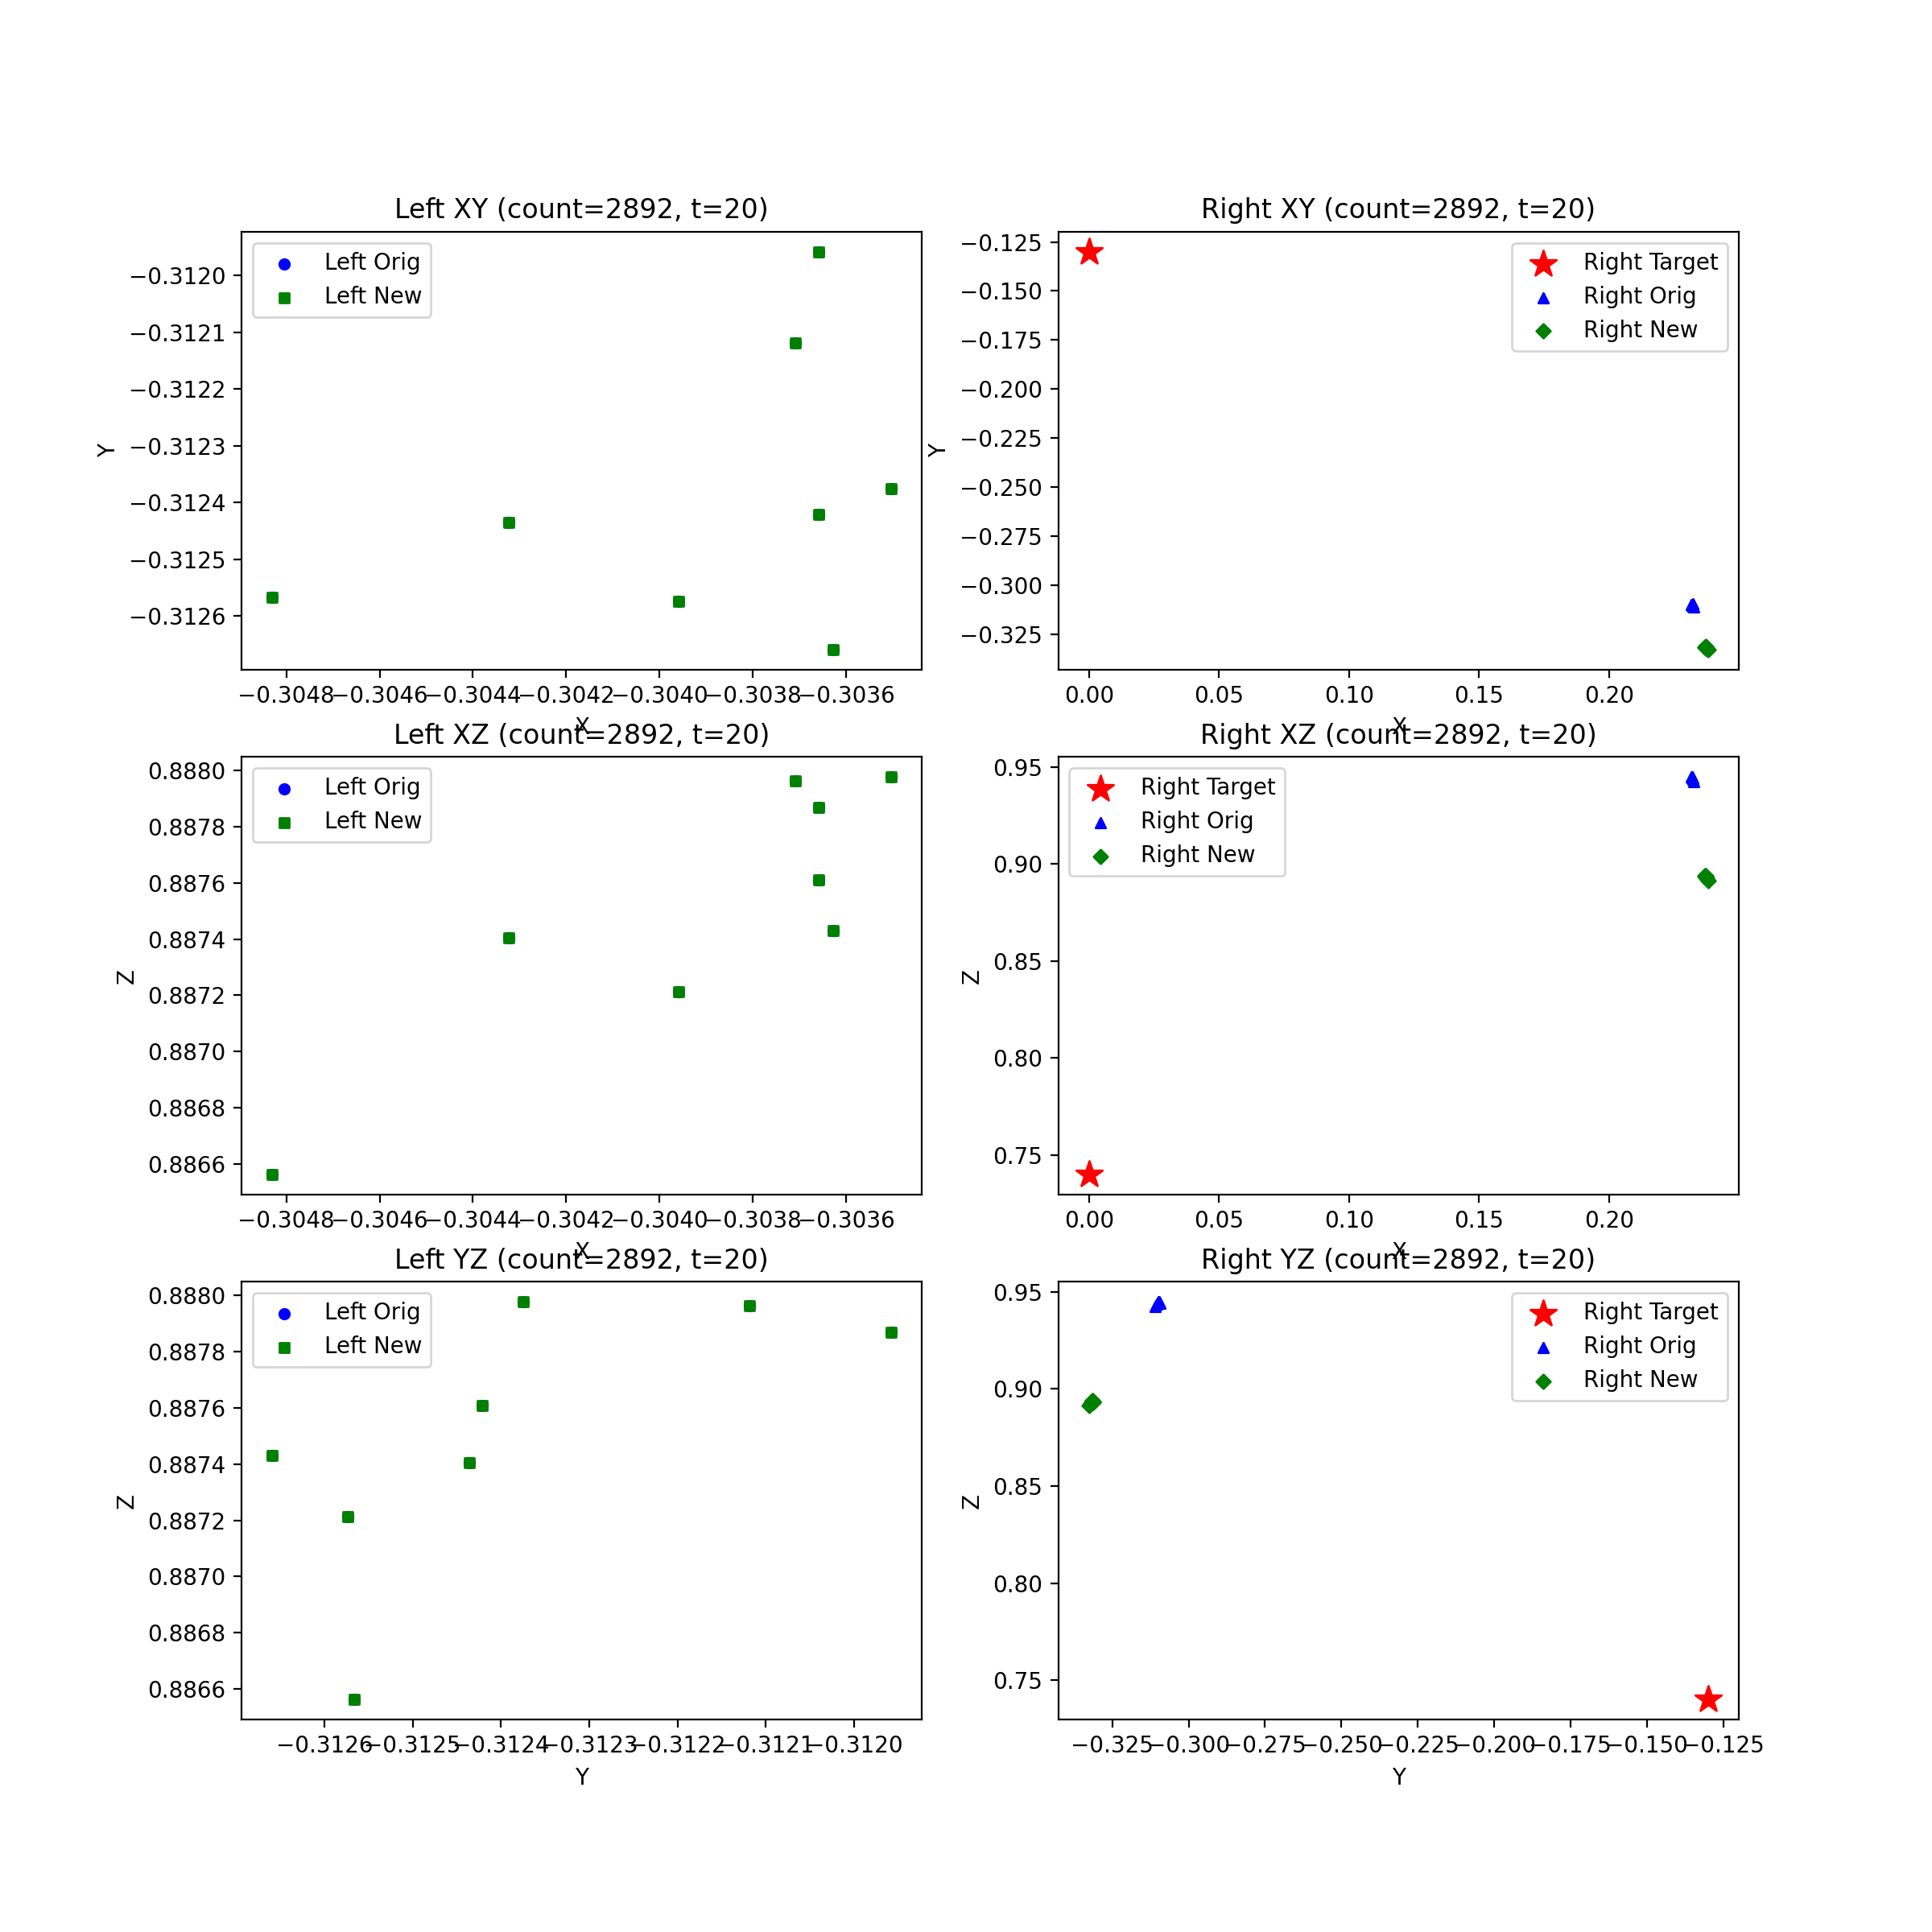 Left XY (count=2892, t=20)
Left Orig
Left New
Y
−0.3120
−0.3121
−0.3122
−0.3123
−0.3124
−0.3125
−0.3126
−0.3048 −0.3046 −0.3044 −0.3042 −0.3040 −0.3038 −0.3036
X
Right XY (count=2892, t=20)
Right Target
Right Orig
Right New
Y
−0.125
−0.150
−0.175
−0.200
−0.225
−0.250
−0.275
−0.300
−0.325
0.00 0.05 0.10 0.15 0.20
X
Left XZ (count=2892, t=20)
Left Orig
Left New
Z
0.8880
0.8878
0.8876
0.8874
0.8872
0.8870
0.8868
0.8866
−0.3048 −0.3046 −0.3044 −0.3042 −0.3040 −0.3038 −0.3036
X
Right XZ (count=2892, t=20)
Right Target
Right Orig
Right New
Z
0.95
0.90
0.85
0.80
0.75
0.00 0.05 0.10 0.15 0.20
X
Left YZ (count=2892, t=20)
Left Orig
Left New
Z
0.8880
0.8878
0.8876
0.8874
0.8872
0.8870
0.8868
0.8866
−0.3126 −0.3125 −0.3124 −0.3123 −0.3122 −0.3121 −0.3120
Y
Right YZ (count=2892, t=20)
Right Target
Right Orig
Right New
Z
0.95
0.90
0.85
0.80
0.75
−0.325 −0.300 −0.275 −0.250 −0.225 −0.200 −0.175 −0.150 −0.125
Y